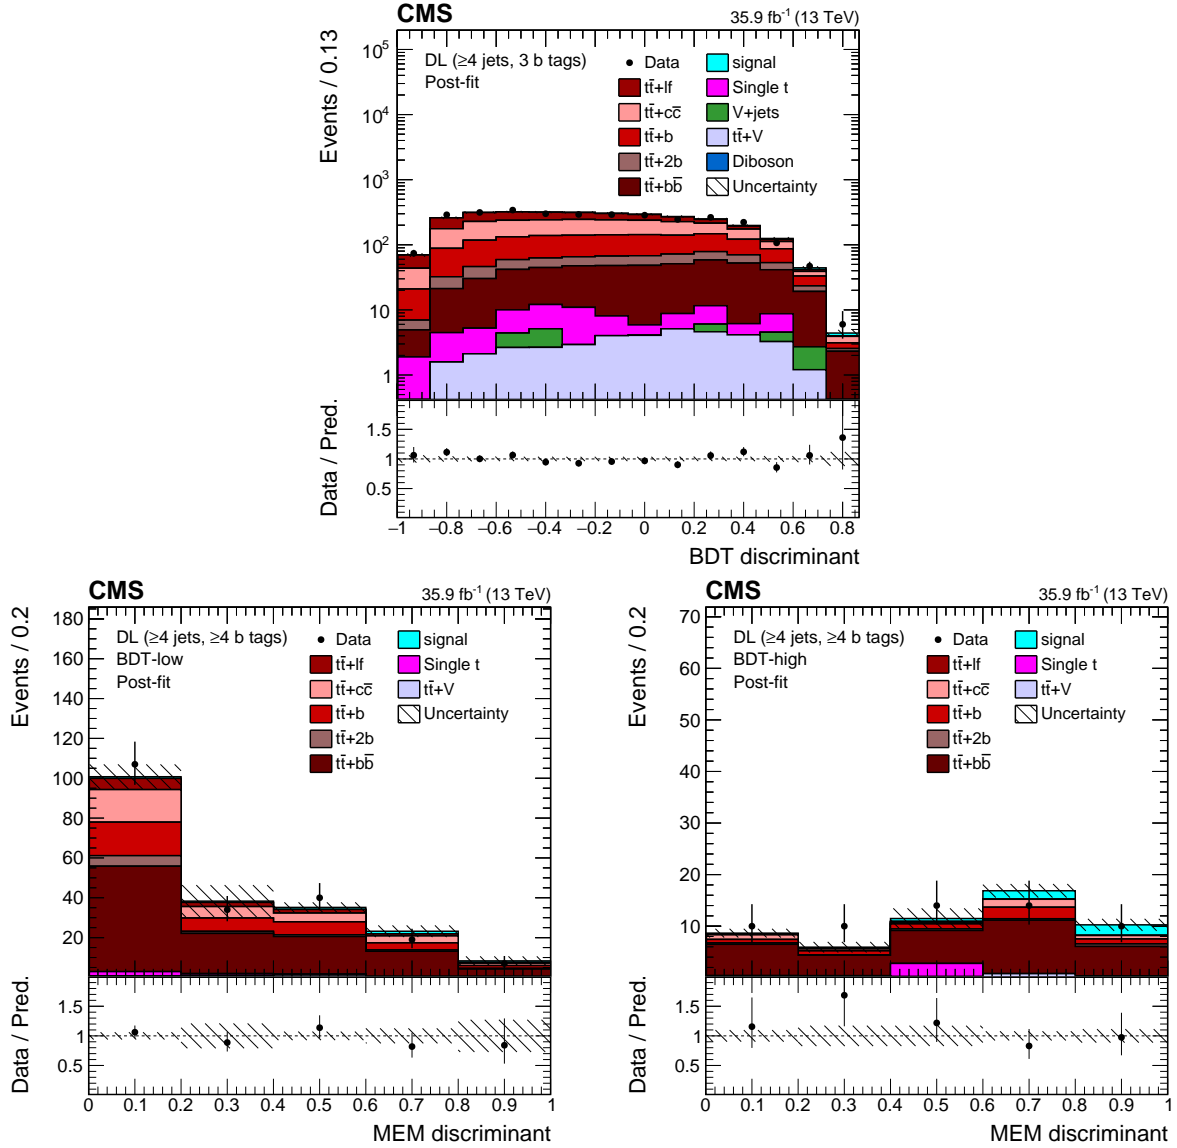 CMS
35.9 fb⁻¹ (13 TeV)
Events / 0.13
10⁵
10⁴
10³
10²
10
1
DL (≥4 jets, 3 b tags)
Post-fit
Data
tt̄+lf
tt̄+cc̄
tt̄+b
tt̄+2b
tt̄+bb̄
signal
Single t
V+jets
tt̄+V
Diboson
Uncertainty
Data / Pred.
1.5
1
0.5
−1 −0.8 −0.6 −0.4 −0.2 0 0.2 0.4 0.6 0.8
BDT discriminant
CMS
35.9 fb⁻¹ (13 TeV)
Events / 0.2
180
160
140
120
100
80
60
40
20
DL (≥4 jets, ≥4 b tags)
BDT-low
Post-fit
Data
tt̄+lf
tt̄+cc̄
tt̄+b
tt̄+2b
tt̄+bb̄
signal
Single t
tt̄+V
Uncertainty
Data / Pred.
1.5
1
0.5
0 0.1 0.2 0.3 0.4 0.5 0.6 0.7 0.8 0.9 1
MEM discriminant
CMS
35.9 fb⁻¹ (13 TeV)
Events / 0.2
70
60
50
40
30
20
10
DL (≥4 jets, ≥4 b tags)
BDT-high
Post-fit
Data
tt̄+lf
tt̄+cc̄
tt̄+b
tt̄+2b
tt̄+bb̄
signal
Single t
tt̄+V
Uncertainty
Data / Pred.
1.5
1
0.5
0 0.1 0.2 0.3 0.4 0.5 0.6 0.7 0.8 0.9 1
MEM discriminant